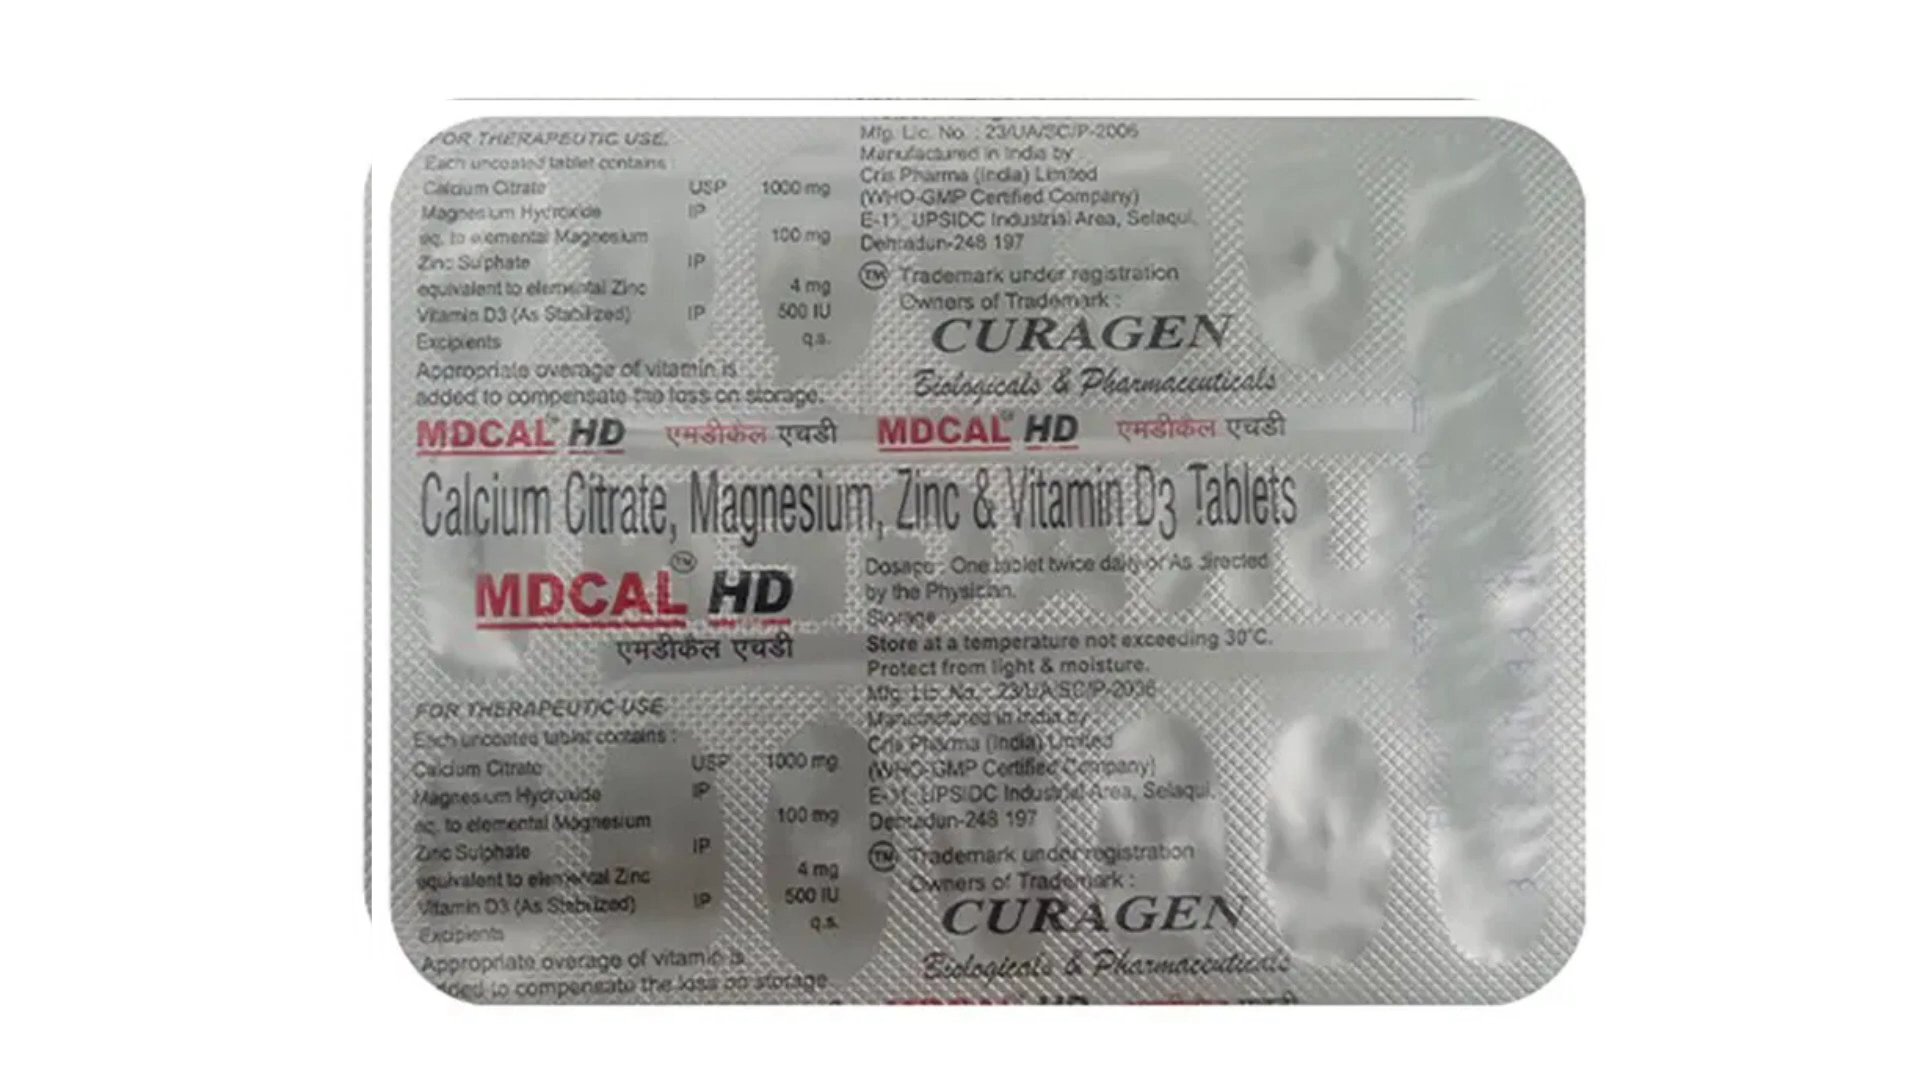 FOR THERAPEUTIC USE.
Each uncoated tablet contains :
Calcium Citrate USP 1000 mg
Magnesium Hydroxide IP
eq. to elemental Magnesium 100 mg
Zinc Sulphate IP
equivalent to elemental Zinc 4 mg
Vitamin D3 (As Stabilized) IP 500 IU
Excipients q.s.
Appropriate overage of vitamin is
added to compensate the loss on storage.
Mfg. Lic. No. : 23/UA/SC/P-2006
Manufactured in India by :
Cris Pharma (India) Limited
(WHO-GMP Certified Company)
E-11, UPSIDC Industrial Area, Selaqui,
Dehradun-248 197
TM Trademark under registration
Owners of Trademark :
CURAGEN
Biologicals & Pharmaceuticals
MDCAL™ HD एमडीकैल एचडी MDCAL™ HD एमडीकैल एचडी
Calcium Citrate, Magnesium, Zinc & Vitamin D3 Tablets
MDCAL™ HD
एमडीकैल एचडी
Dosage : One tablet twice daily or As directed
by the Physician.
Storage :
Store at a temperature not exceeding 30°C.
Protect from light & moisture.
Mfg. Lic. No. : 23/UA/SC/P-2006
Manufactured in India by :
Cris Pharma (India) Limited
(WHO-GMP Certified Company)
E-11, UPSIDC Industrial Area, Selaqui,
Dehradun-248 197
TM Trademark under registration
Owners of Trademark :
CURAGEN
Biologicals & Pharmaceuticals
FOR THERAPEUTIC USE
Each uncoated tablet contains :
Calcium Citrate USP 1000 mg
Magnesium Hydroxide IP
eq. to elemental Magnesium 100 mg
Zinc Sulphate IP
equivalent to elemental Zinc 4 mg
Vitamin D3 (As Stabilized) IP 500 IU
Excipients q.s.
Appropriate overage of vitamin is
added to compensate the loss on storage.
MDCAL HD